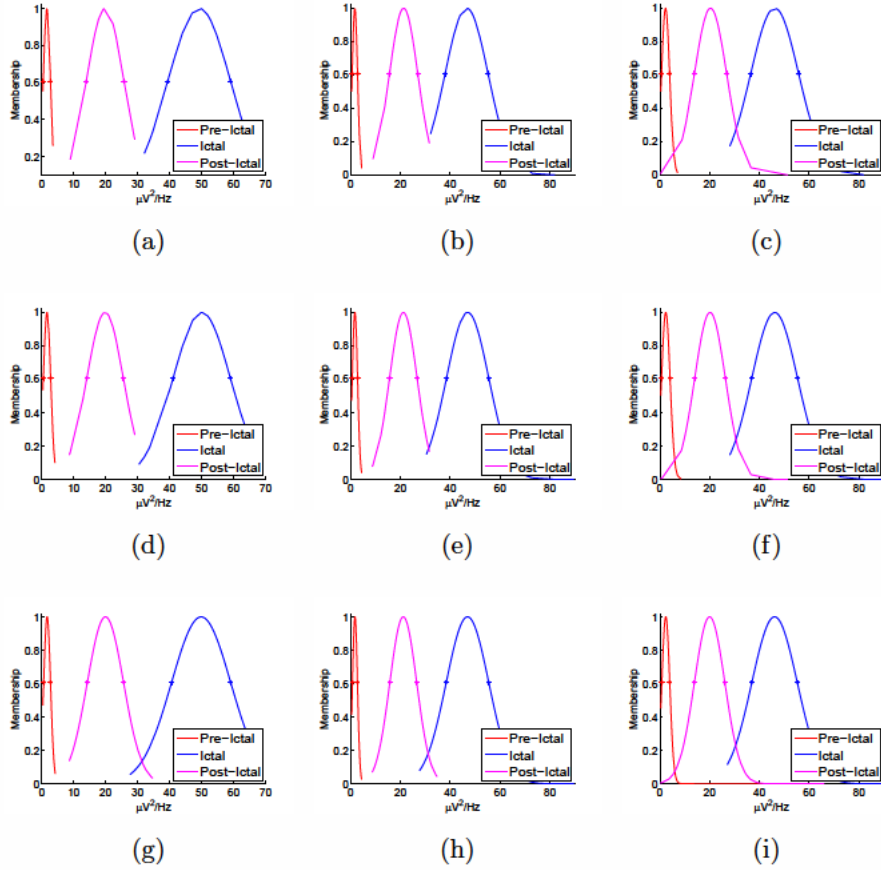 1
0.8
0.6
0.4
0.2
Membership
Pre-Ictal
Ictal
Post-Ictal
0 10 20 30 40 50 60 70
μV²/Hz
(a)
1
0.8
0.6
0.4
0.2
0
Membership
Pre-Ictal
Ictal
Post-Ictal
0 20 40 60 80
μV²/Hz
(b)
1
0.8
0.6
0.4
0.2
0
Membership
Pre-Ictal
Ictal
Post-Ictal
0 20 40 60 80
μV²/Hz
(c)
1
0.8
0.6
0.4
0.2
0
Membership
Pre-Ictal
Ictal
Post-Ictal
0 10 20 30 40 50 60 70
μV²/Hz
(d)
1
0.8
0.6
0.4
0.2
0
Membership
Pre-Ictal
Ictal
Post-Ictal
0 20 40 60 80
μV²/Hz
(e)
1
0.8
0.6
0.4
0.2
0
Membership
Pre-Ictal
Ictal
Post-Ictal
0 20 40 60 80
μV²/Hz
(f)
1
0.8
0.6
0.4
0.2
0
Membership
Pre-Ictal
Ictal
Post-Ictal
0 10 20 30 40 50 60 70
μV²/Hz
(g)
1
0.8
0.6
0.4
0.2
0
Membership
Pre-Ictal
Ictal
Post-Ictal
0 20 40 60 80
μV²/Hz
(h)
1
0.8
0.6
0.4
0.2
0
Membership
Pre-Ictal
Ictal
Post-Ictal
0 20 40 60 80
μV²/Hz
(i)